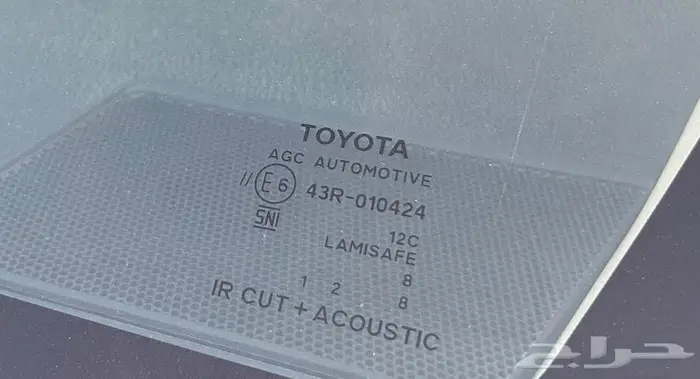 TOYOTA
AGC AUTOMOTIVE
//E6 43R-010424
SNI
12C
LAMISAFE
8
1 2 8
IR CUT + ACOUSTIC
حراج